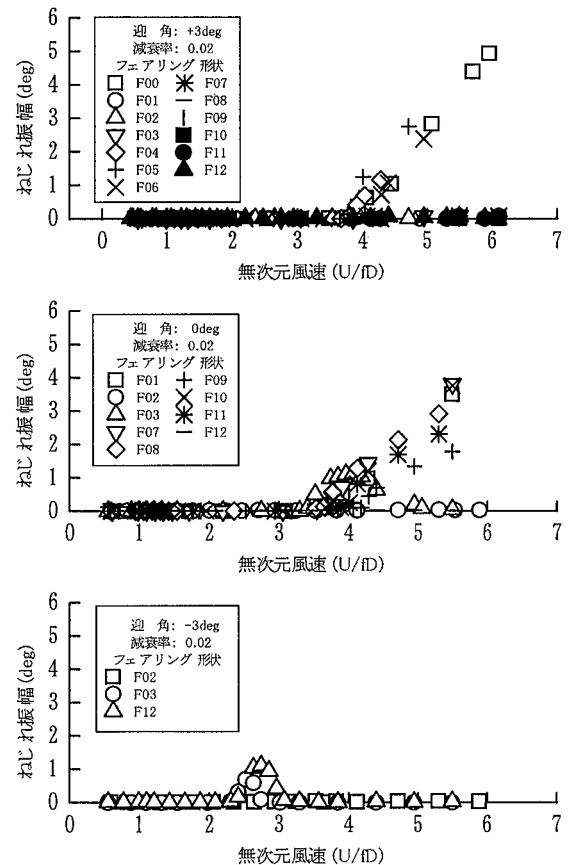 ねじれ振幅 (deg)
6
5
4
3
2
1
0
迎 角: +3deg
減衰率: 0.02
フェアリング 形状
F00 F07
F01 F08
F02 F09
F03 F10
F04 F11
F05 F12
F06
0 1 2 3 4 5 6 7
無次元風速 (U/fD)
ねじれ振幅 (deg)
6
5
4
3
2
1
0
迎 角: 0deg
減衰率: 0.02
フェアリング 形状
F01 F09
F02 F10
F03 F11
F07 F12
F08
0 1 2 3 4 5 6 7
無次元風速 (U/fD)
ねじれ振幅 (deg)
6
5
4
3
2
1
0
迎 角: -3deg
減衰率: 0.02
フェアリング 形状
F02
F03
F12
0 1 2 3 4 5 6 7
無次元風速 (U/fD)